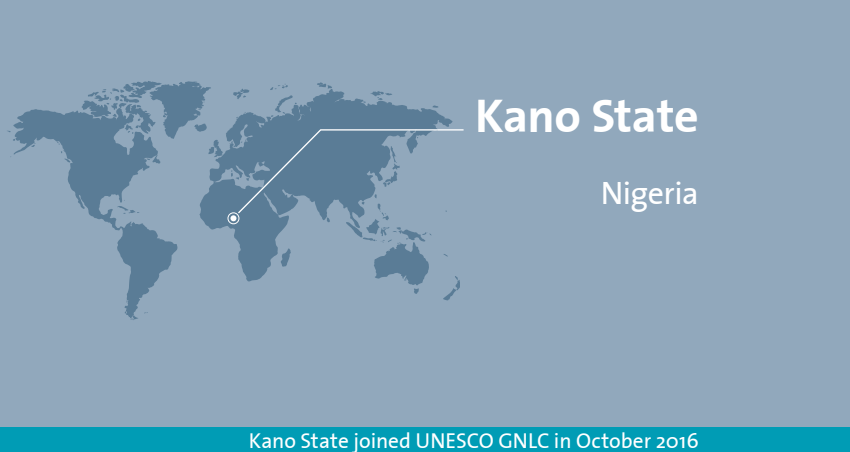 Kano State
Nigeria
Kano State joined UNESCO GNLC in October 2016